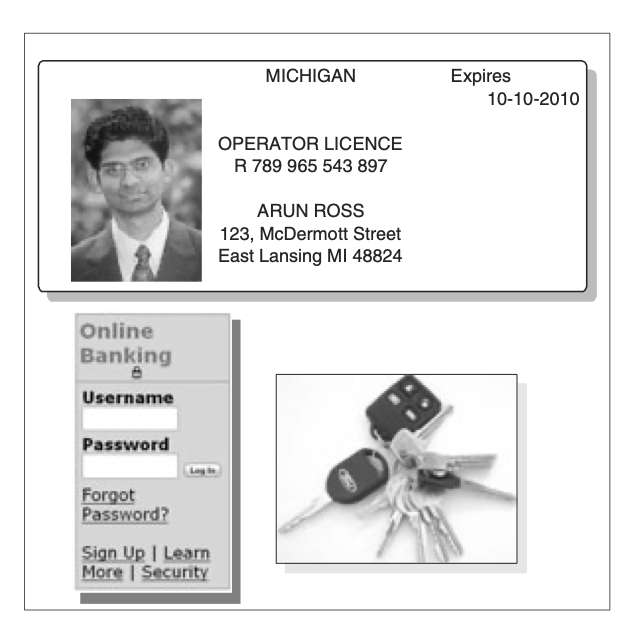 MICHIGAN Expires
10-10-2010
OPERATOR LICENCE
R 789 965 543 897
ARUN ROSS
123, McDermott Street
East Lansing MI 48824
Online
Banking
Username
Password
Log In
Forgot
Password?
Sign Up | Learn
More | Security